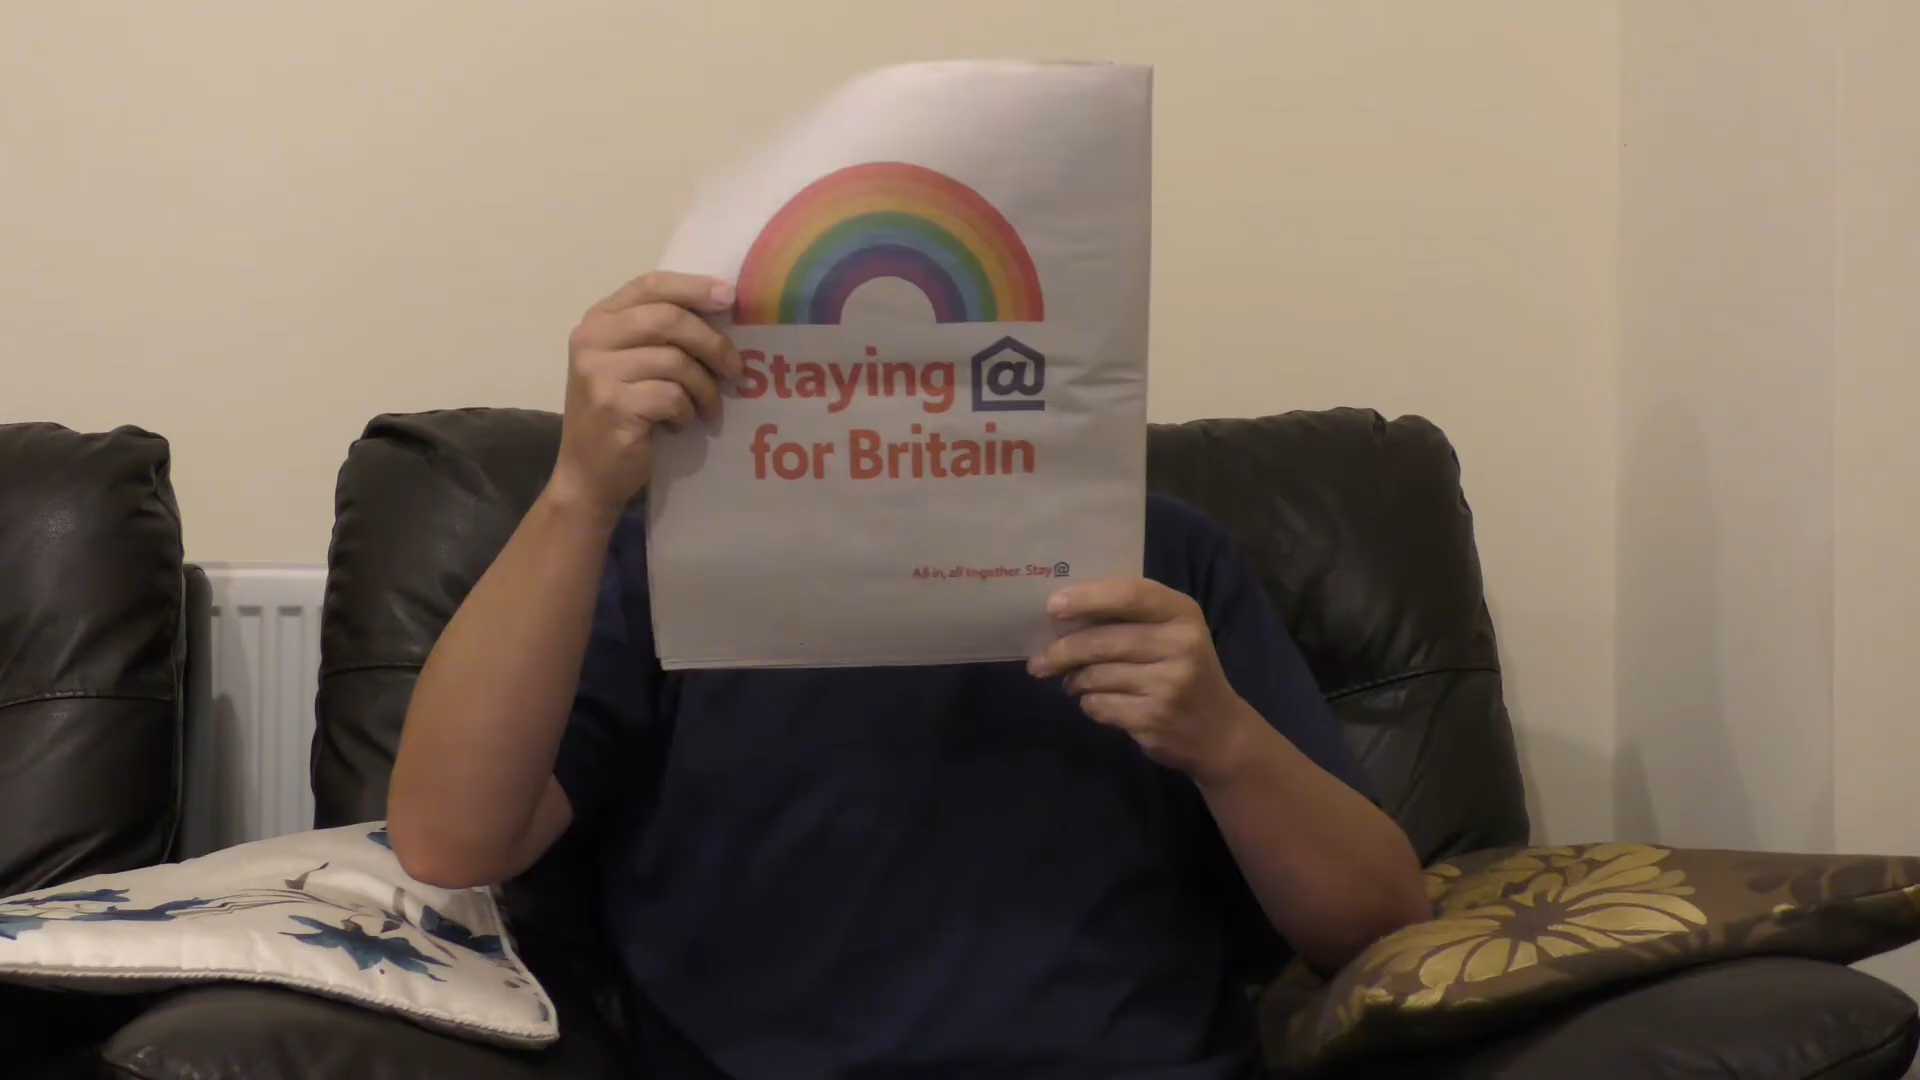 Staying @
for Britain
All in, all together. Stay @